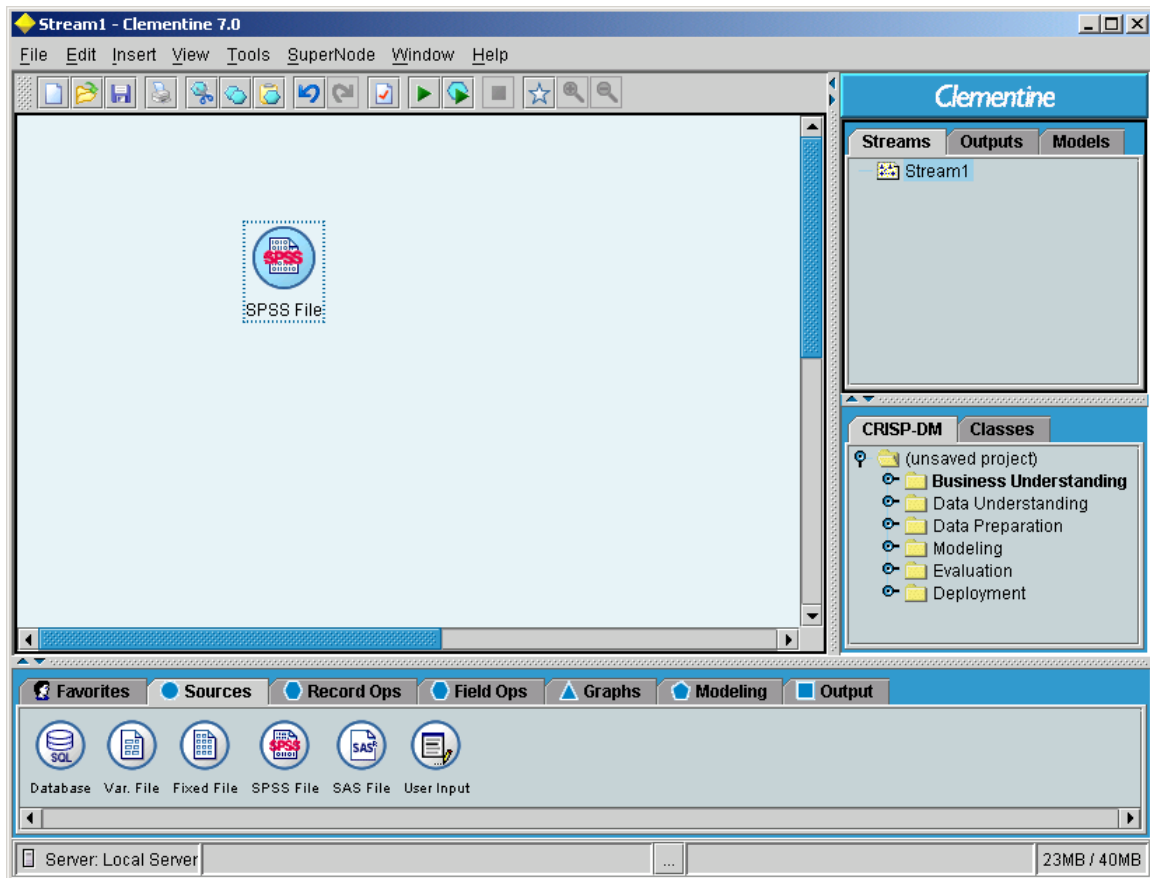 Stream1 - Clementine 7.0
File Edit Insert View Tools SuperNode Window Help
Clementine
Streams Outputs Models
Stream1
SPSS
SPSS File
CRISP-DM Classes
(unsaved project)
Business Understanding
Data Understanding
Data Preparation
Modeling
Evaluation
Deployment
Favorites Sources Record Ops Field Ops Graphs Modeling Output
SQL SPSS SAS
Database Var. File Fixed File SPSS File SAS File User Input
Server: Local Server ... 23MB / 40MB